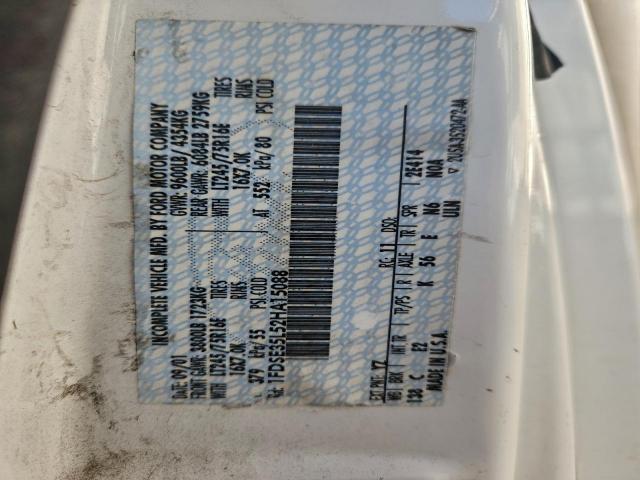 INCOMPLETE VEHICLE MFD. BY FORD MOTOR COMPANY
DATE: 09/01 GVWR: 9600LB/ 4354KG
FRONT GAWR: 3800LB 1723KG REAR GAWR: 6084LB 2759KG
WITH LT245/75R16E TIRES WITH LT245/75R16E TIRES
16X7.0K RIMS 16X7.0K RIMS
379 kPa/ 55 PSI COLD AT 552 kPa/ 80 PSI COLD
1FDSE35L52HA15088
EXT PNT: YZ RC: 11 DSO: 2E414
WB BRK INT TR TP/PS R AXLE TR SPR
138 C E2 K 56 E N6 NOA
MADE IN U.S.A. UIN